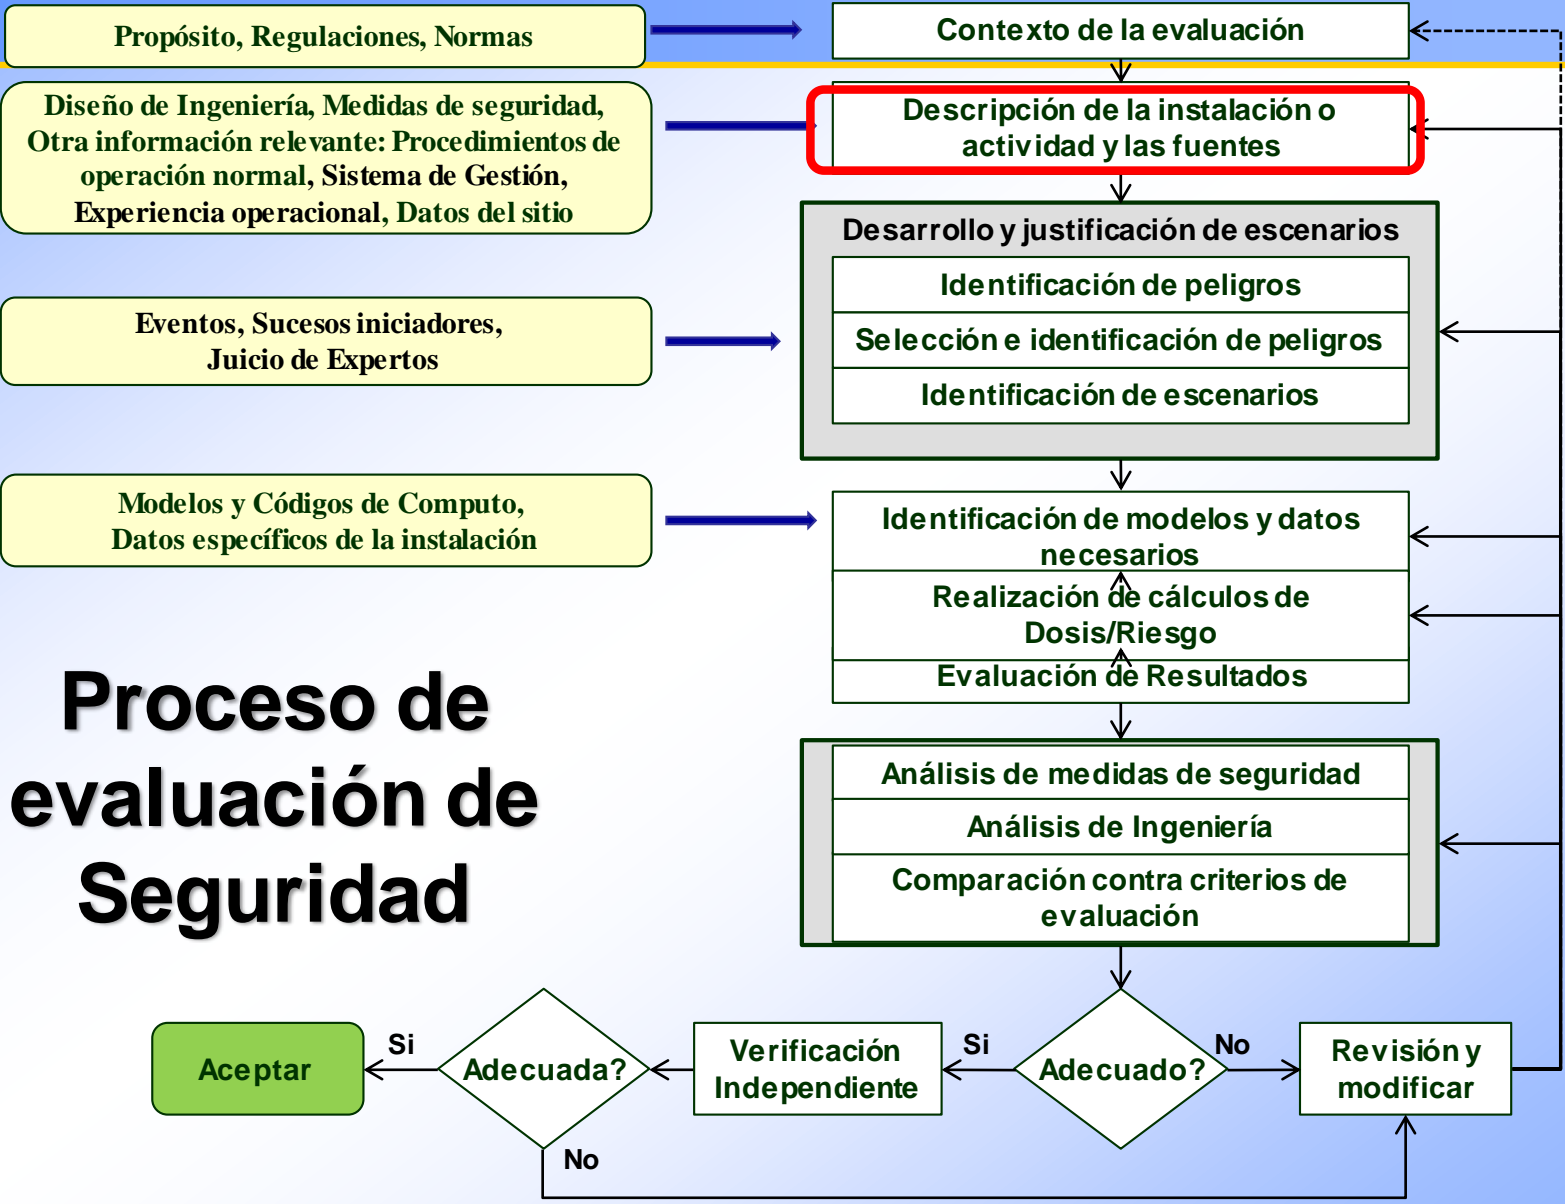 Propósito, Regulaciones, Normas
Contexto de la evaluación
Diseño de Ingeniería, Medidas de seguridad,
Otra información relevante: Procedimientos de
operación normal, Sistema de Gestión,
Experiencia operacional, Datos del sitio
Descripción de la instalación o
actividad y las fuentes
Desarrollo y justificación de escenarios
Identificación de peligros
Selección e identificación de peligros
Identificación de escenarios
Eventos, Sucesos iniciadores,
Juicio de Expertos
Modelos y Códigos de Computo,
Datos específicos de la instalación
Identificación de modelos y datos
necesarios
Realización de cálculos de
Dosis/Riesgo
Evaluación de Resultados
Proceso de
evaluación de
Seguridad
Análisis de medidas de seguridad
Análisis de Ingeniería
Comparación contra criterios de
evaluación
Aceptar
Si
Adecuada?
No
Verificación
Independiente
Si
Adecuado?
No
Revisión y
modificar